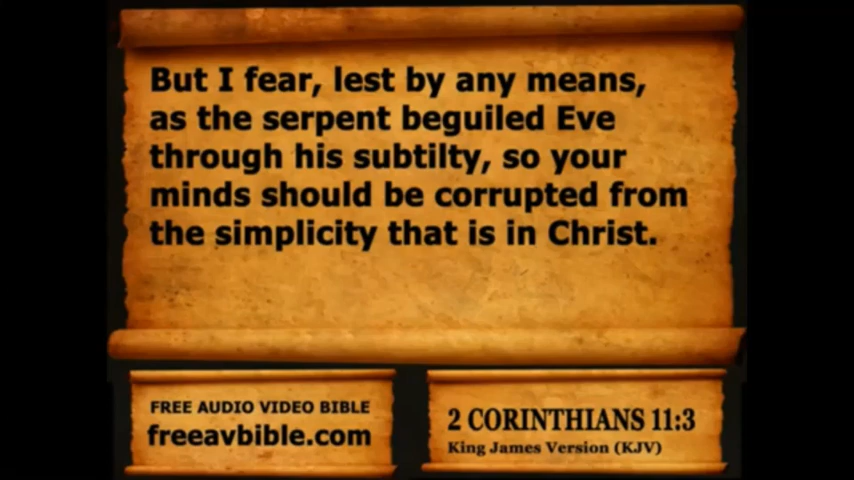 But I fear, lest by any means,
as the serpent beguiled Eve
through his subtilty, so your
minds should be corrupted from
the simplicity that is in Christ.
FREE AUDIO VIDEO BIBLE
freeavbible.com
2 CORINTHIANS 11:3
King James Version (KJV)